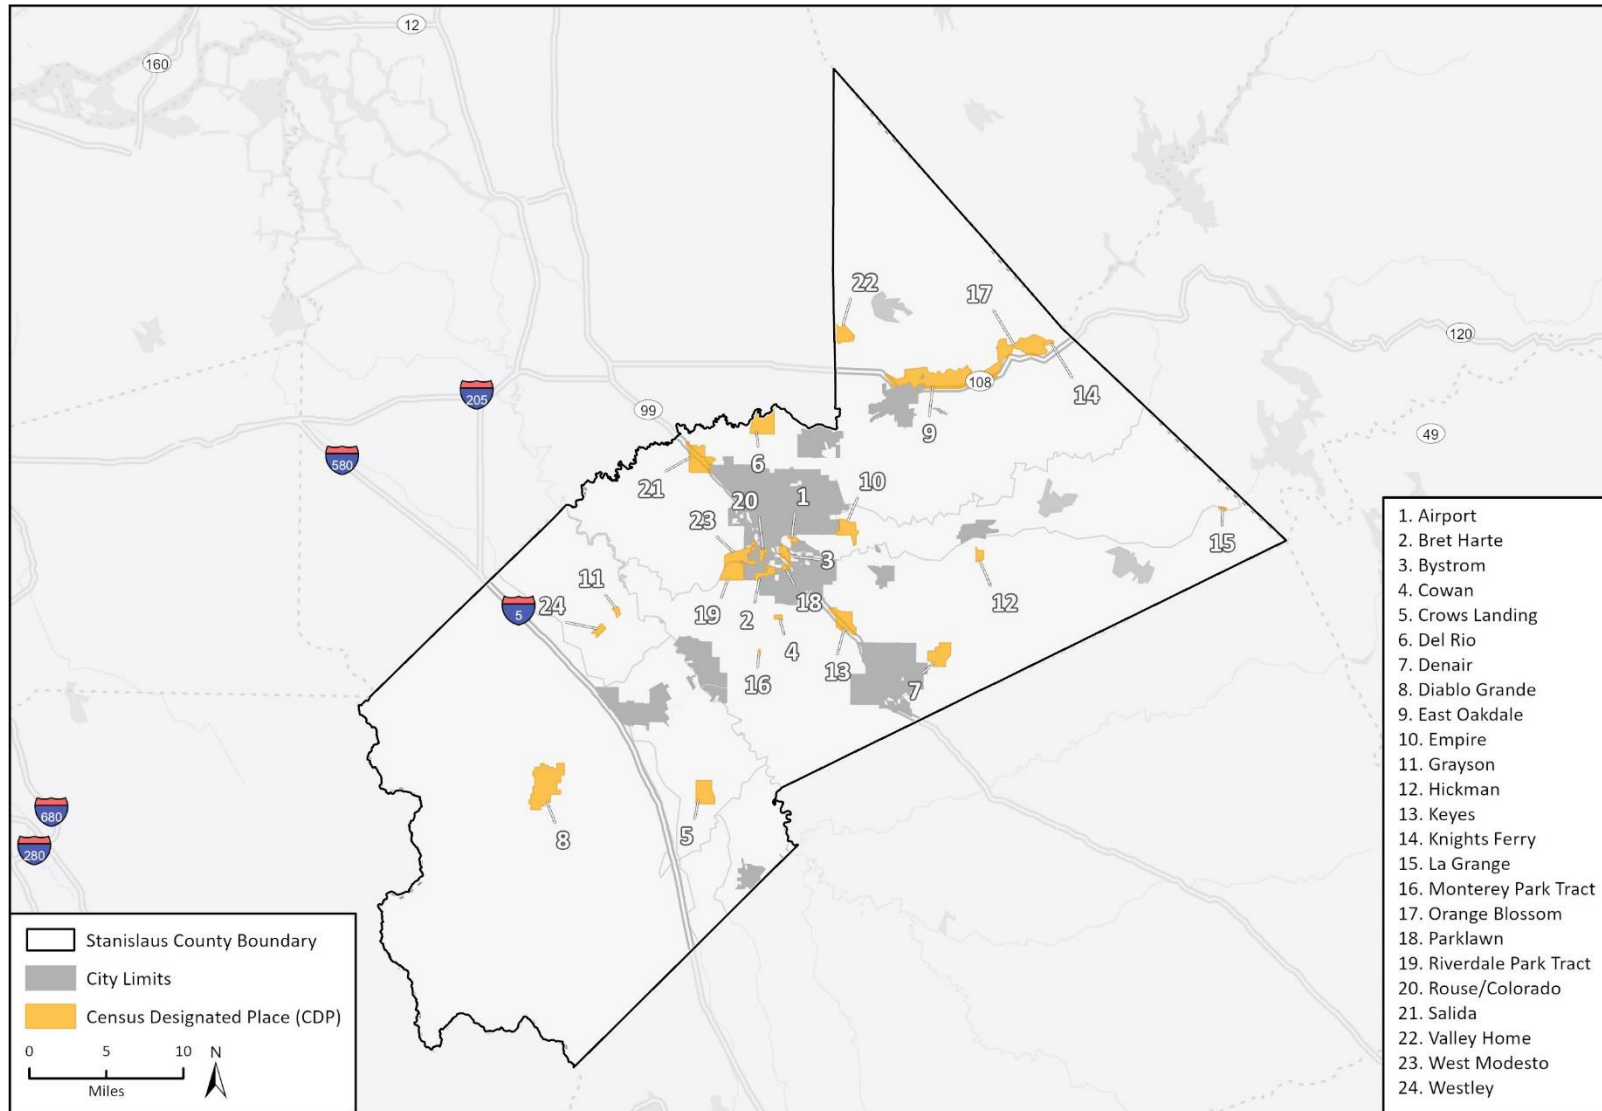 12
160
22
17
120
205
99
108
14
49
9
580
6
21
20
1
10
23
3
15
11
5
24
19
2
18
12
4
13
16
7
680
280
8
5
1. Airport
2. Bret Harte
3. Bystrom
4. Cowan
5. Crows Landing
6. Del Rio
7. Denair
8. Diablo Grande
9. East Oakdale
10. Empire
11. Grayson
12. Hickman
13. Keyes
14. Knights Ferry
15. La Grange
16. Monterey Park Tract
17. Orange Blossom
18. Parklawn
19. Riverdale Park Tract
20. Rouse/Colorado
21. Salida
22. Valley Home
23. West Modesto
24. Westley
Stanislaus County Boundary
City Limits
Census Designated Place (CDP)
0 5 10 N
Miles